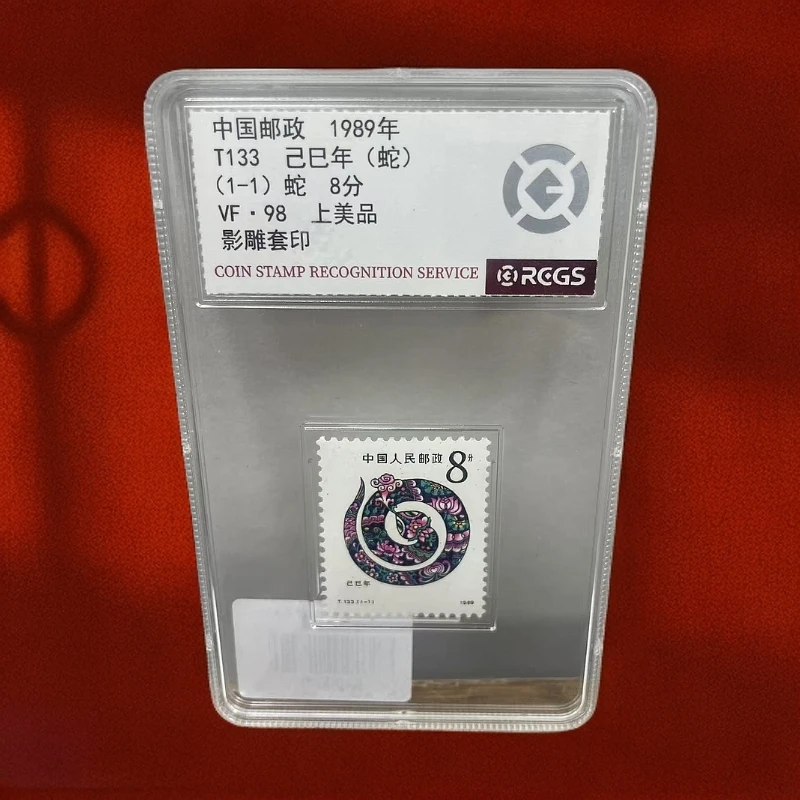 中国邮政 1989年
T133 己巳年（蛇）
（1-1）蛇 8分
VF·98 上美品
影雕套印
COIN STAMP RECOGNITION SERVICE RCGS
中国人民邮政 8分
己巳年
T.133.(1-1) 1989